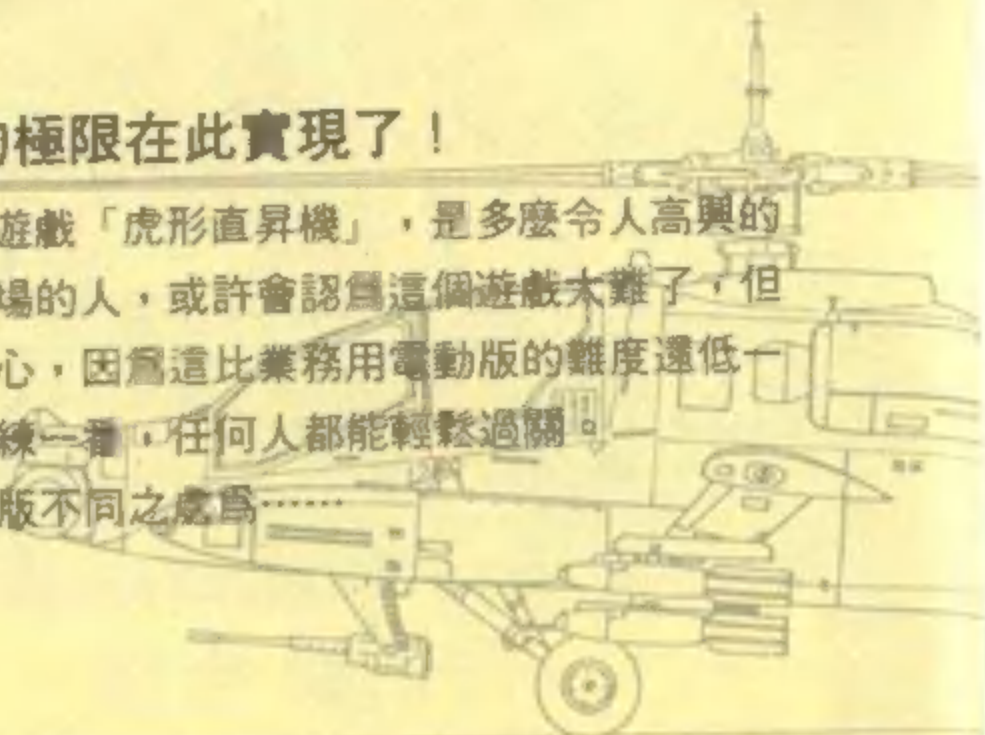 極限在此實現了！
遊戲「虎形直昇機」，是多麼令人高興的
場的人，或許會認爲這個遊戲太難了，但
心，因爲這比業務用電動版的難度還低一
練一番，任何人都能輕鬆過關。
版不同之處爲……